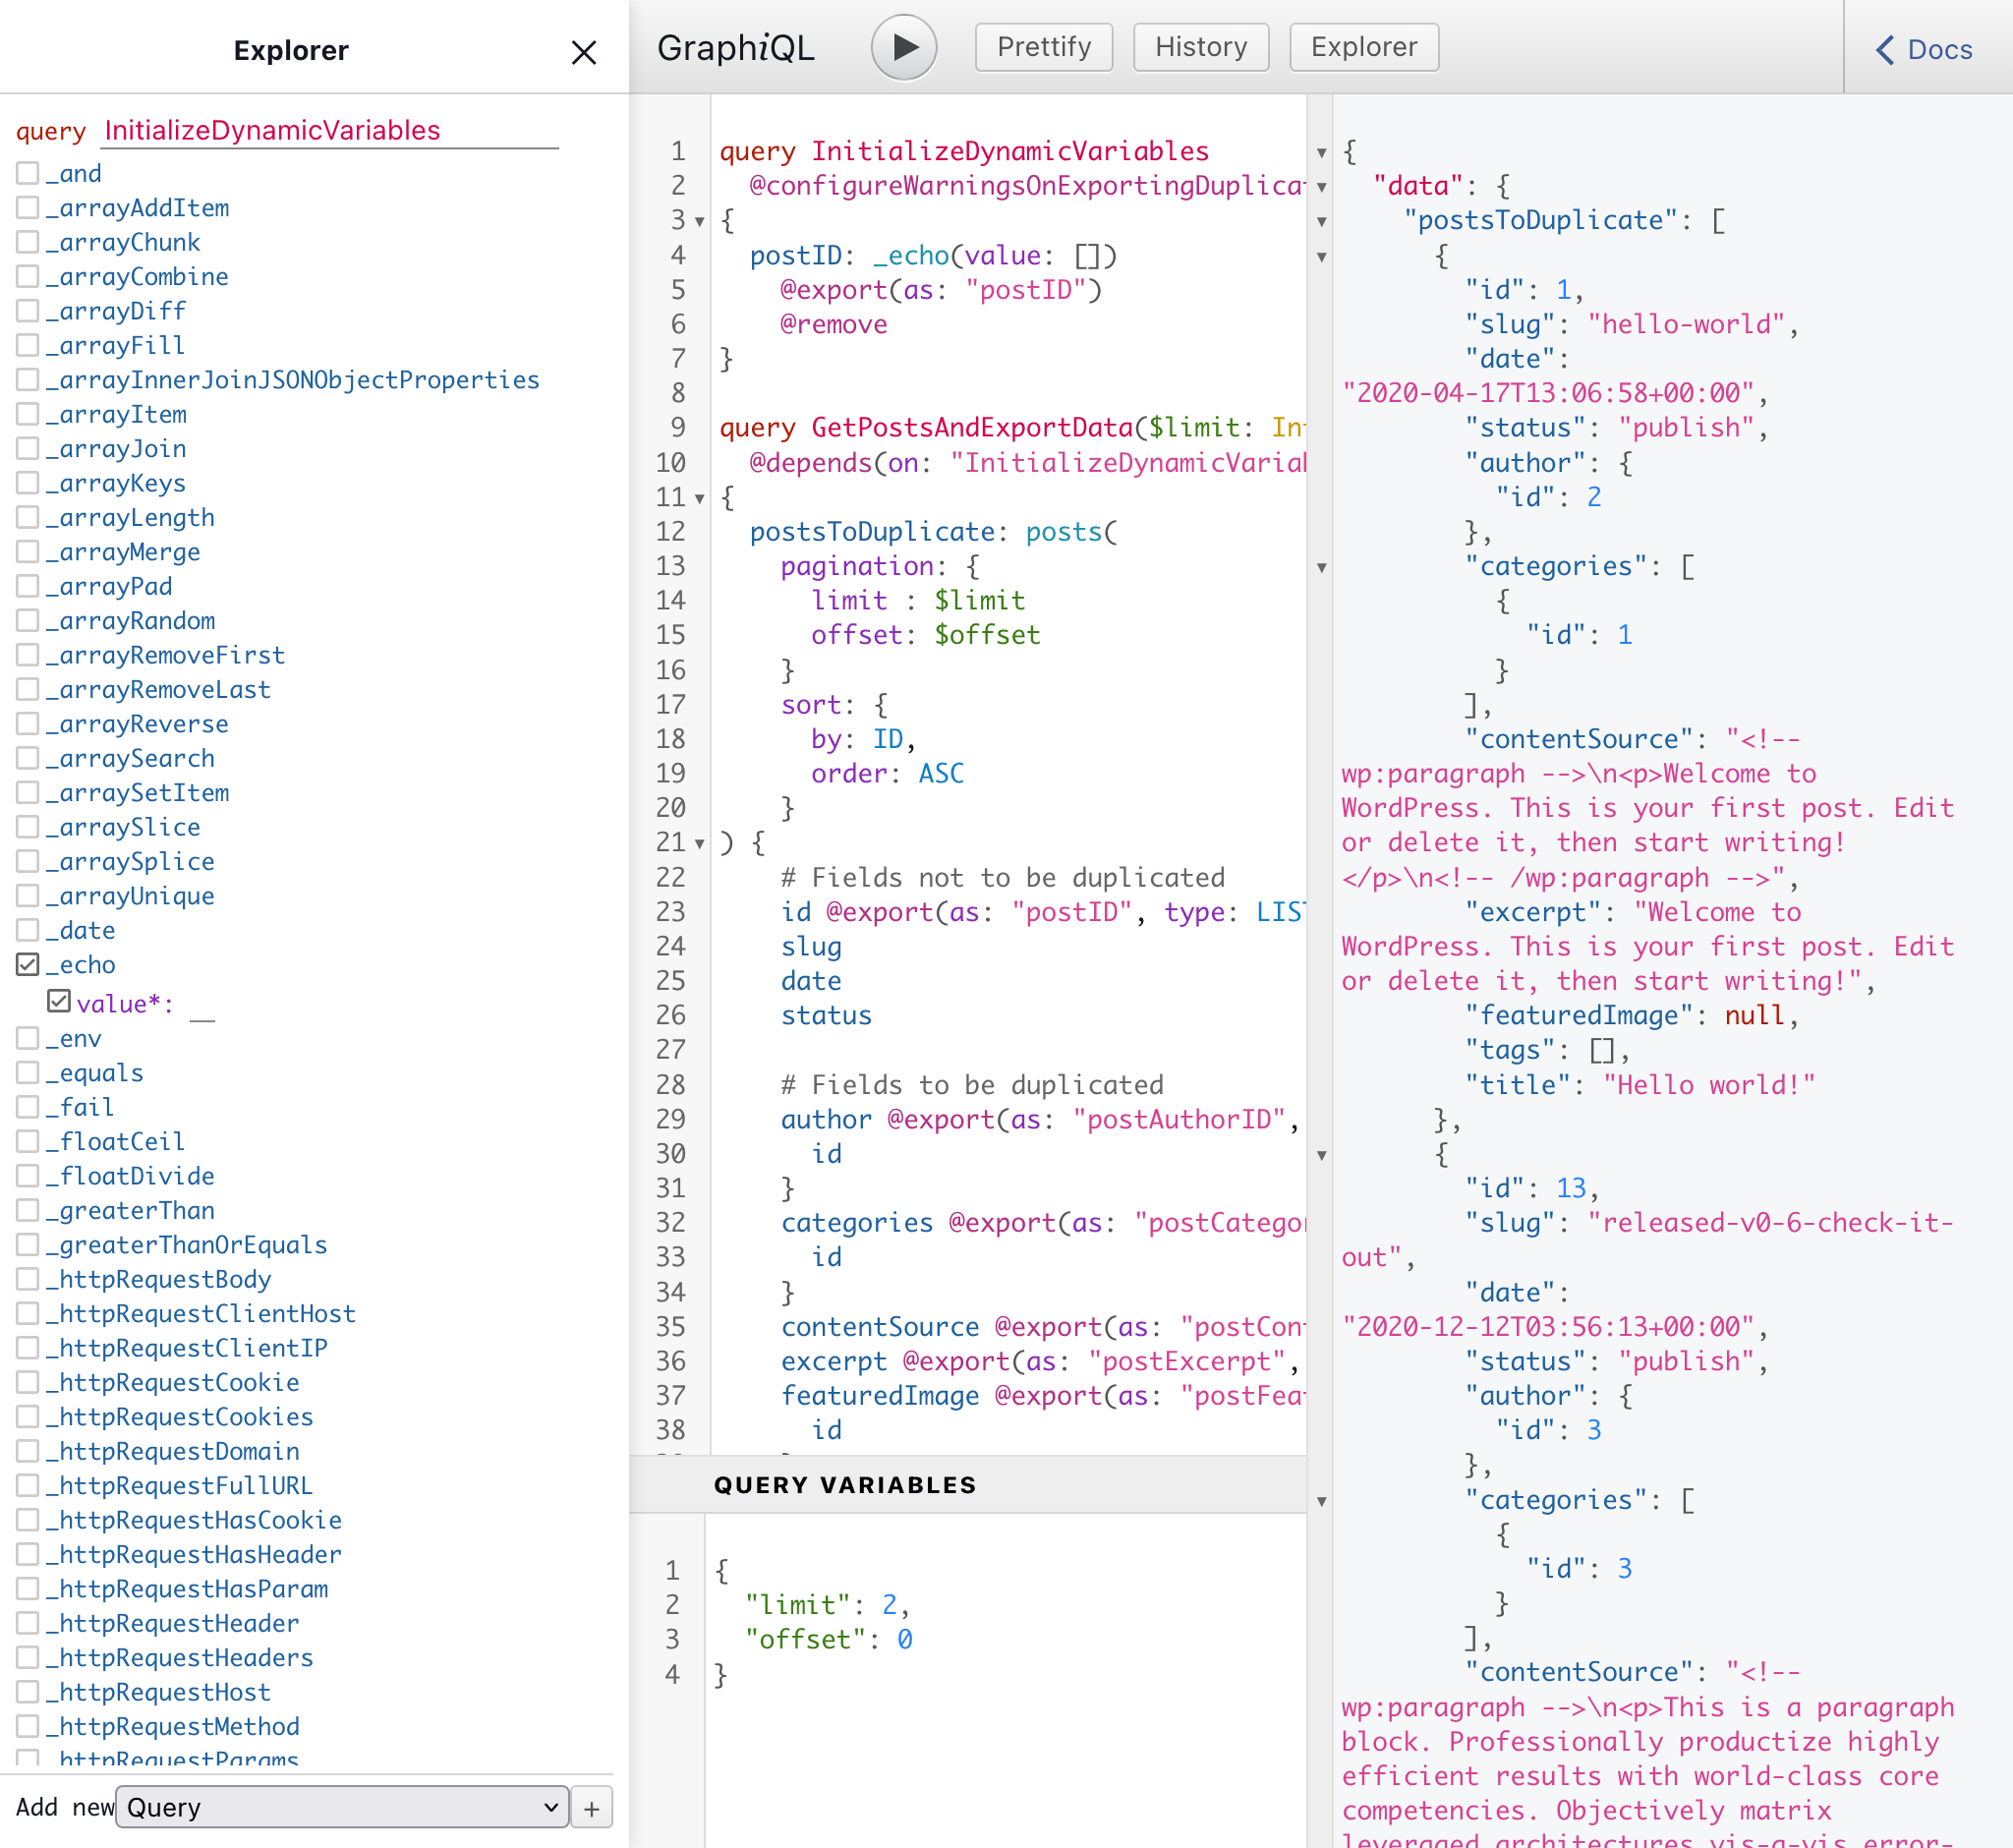 Explorer
query InitializeDynamicVariables
_and
_arrayAddItem
_arrayChunk
_arrayCombine
_arrayDiff
_arrayFill
_arrayInnerJoinJSONObjectProperties
_arrayItem
_arrayJoin
_arrayKeys
_arrayLength
_arrayMerge
_arrayPad
_arrayRandom
_arrayRemoveFirst
_arrayRemoveLast
_arrayReverse
_arraySearch
_arraySetItem
_arraySlice
_arraySplice
_arrayUnique
_date
_echo
value*:
_env
_equals
_fail
_floatCeil
_floatDivide
_greaterThan
_greaterThanOrEquals
_httpRequestBody
_httpRequestClientHost
_httpRequestClientIP
_httpRequestCookie
_httpRequestCookies
_httpRequestDomain
_httpRequestFullURL
_httpRequestHasCookie
_httpRequestHasHeader
_httpRequestHasParam
_httpRequestHeader
_httpRequestHeaders
_httpRequestHost
_httpRequestMethod
_httpRequestParams
Add new Query +
GraphiQL Prettify History Explorer Docs
1 query InitializeDynamicVariables
2 @configureWarningsOnExportingDuplica
3 {
4 postID: _echo(value: [])
5 @export(as: "postID")
6 @remove
7 }
8
9 query GetPostsAndExportData($limit: In
10 @depends(on: "InitializeDynamicVaria
11 {
12 postsToDuplicate: posts(
13 pagination: {
14 limit : $limit
15 offset: $offset
16 }
17 sort: {
18 by: ID,
19 order: ASC
20 }
21 ) {
22 # Fields not to be duplicated
23 id @export(as: "postID", type: LIS
24 slug
25 date
26 status
27
28 # Fields to be duplicated
29 author @export(as: "postAuthorID",
30 id
31 }
32 categories @export(as: "postCatego
33 id
34 }
35 contentSource @export(as: "postCon
36 excerpt @export(as: "postExcerpt",
37 featuredImage @export(as: "postFea
38 id
QUERY VARIABLES
1 {
2 "limit": 2,
3 "offset": 0
4 }
{
"data": {
"postsToDuplicate": [
{
"id": 1,
"slug": "hello-world",
"date":
"2020-04-17T13:06:58+00:00",
"status": "publish",
"author": {
"id": 2
},
"categories": [
{
"id": 1
}
],
"contentSource": "<!--
wp:paragraph -->\n<p>Welcome to
WordPress. This is your first post. Edit
or delete it, then start writing!
</p>\n<!-- /wp:paragraph -->",
"excerpt": "Welcome to
WordPress. This is your first post. Edit
or delete it, then start writing!",
"featuredImage": null,
"tags": [],
"title": "Hello world!"
},
{
"id": 13,
"slug": "released-v0-6-check-it-
out",
"date":
"2020-12-12T03:56:13+00:00",
"status": "publish",
"author": {
"id": 3
},
"categories": [
{
"id": 3
}
],
"contentSource": "<!--
wp:paragraph -->\n<p>This is a paragraph
block. Professionally productize highly
efficient results with world-class core
competencies. Objectively matrix
leveraged architectures vis-a-vis error-